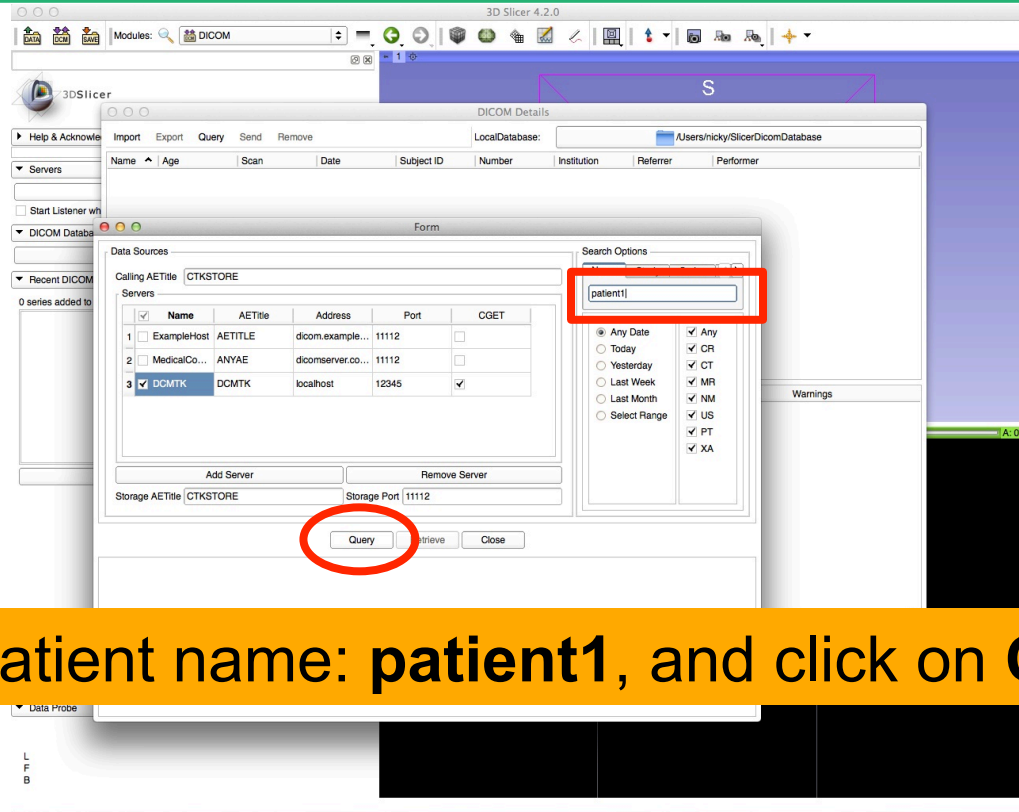 3D Slicer 4.2.0
DATA DCM SAVE Modules: DICOM
1
3DSlicer
S
DICOM Details
Help & Acknowle
Import Export Query Send Remove LocalDatabase: /Users/nicky/SlicerDicomDatabase
Name Age Scan Date Subject ID Number Institution Referrer Performer
Servers
Start Listener wh
DICOM Databa
Recent DICOM
0 series added to
Form
Data Sources
Calling AETitle CTKSTORE
Servers
Name AETitle Address Port CGET
1 ExampleHost AETITLE dicom.example... 11112
2 MedicalCo... ANYAE dicomserver.co... 11112
3 DCMTK DCMTK localhost 12345
Add Server Remove Server
Storage AETitle CTKSTORE Storage Port 11112
Search Options
patient1
Any Date Any
Today CR
Yesterday CT
Last Week MR
Last Month NM
Select Range US
PT
XA
Warnings
A: 0
Query Retrieve Close
atient name: patient1, and click on
Data Probe
L
F
B